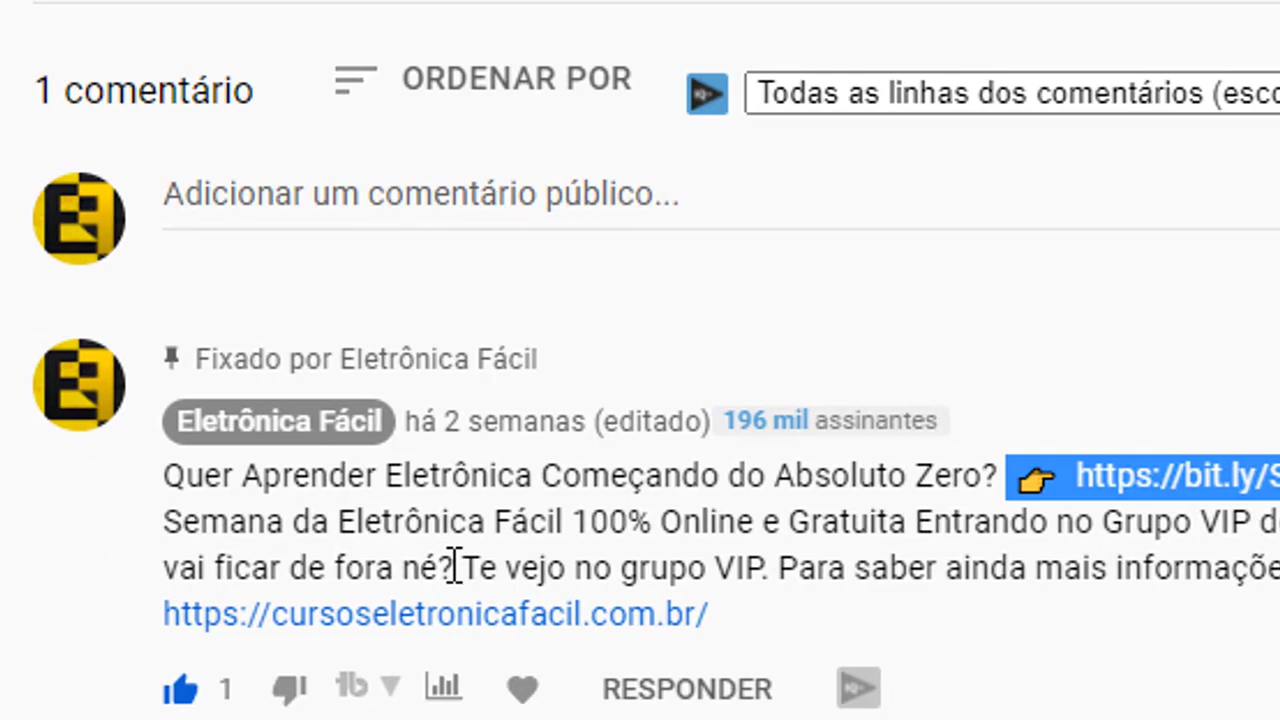 1 comentário
ORDENAR POR
Todas as linhas dos comentários
Adicionar um comentário público...
Fixado por Eletrônica Fácil
Eletrônica Fácil há 2 semanas (editado) 196 mil assinantes
Quer Aprender Eletrônica Começando do Absoluto Zero? 👉 https://bit.ly/S
Semana da Eletrônica Fácil 100% Online e Gratuita Entrando no Grupo VIP
vai ficar de fora né? Te vejo no grupo VIP. Para saber ainda mais
https://cursoseletronicafacil.com.br/
1
RESPONDER